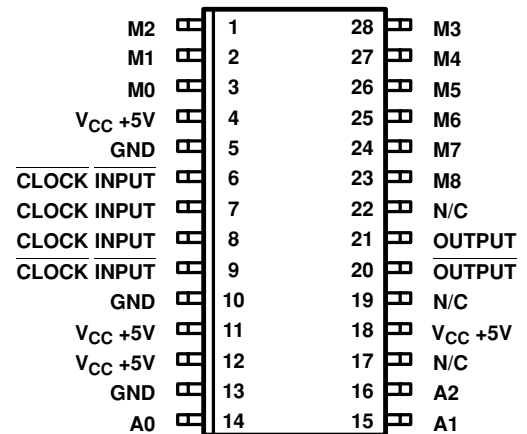 M2 1 28 M3
M1 2 27 M4
M0 3 26 M5
VCC +5V 4 25 M6
GND 5 24 M7
CLOCK INPUT 6 23 M8
CLOCK INPUT 7 22 N/C
CLOCK INPUT 8 21 OUTPUT
CLOCK INPUT 9 20 OUTPUT
GND 10 19 N/C
VCC +5V 11 18 VCC +5V
VCC +5V 12 17 N/C
GND 13 16 A2
A0 14 15 A1